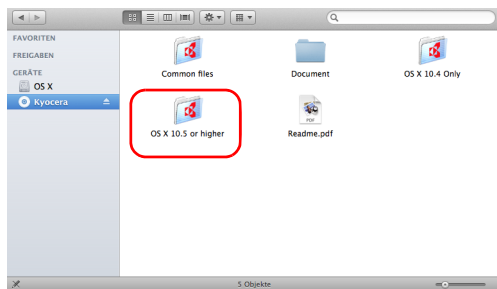 FAVORITEN
FREIGABEN
GERÄTE
OS X
Kyocera
Common files
Document
OS X 10.4 Only
OS X 10.5 or higher
PDF
Readme.pdf
5 Objekte